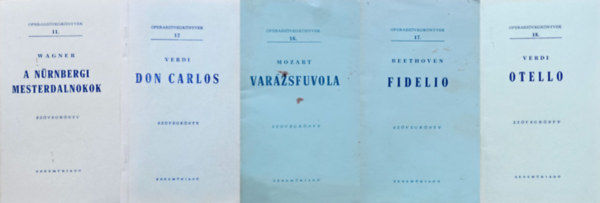 OPERASZÖVEGKÖNYVEK
WAGNER
A NÜRNBERGI
MESTERDALNOKOK
SZÖVEGKÖNYV
ZENEMŰKIADÓ
OPERASZÖVEGKÖNYVEK
VERDI
DON CARLOS
SZÖVEGKÖNYV
ZENEMŰKIADÓ
OPERASZÖVEGKÖNYVEK
16.
MOZART
VARÁZSFUVOLA
SZÖVEGKÖNYV
ZENEMŰKIADÓ
OPERASZÖVEGKÖNYVEK
17.
BEETHOVEN
FIDELIO
SZÖVEGKÖNYV
ZENEMŰKIADÓ
OPERASZÖVEGKÖNYVEK
18.
VERDI
OTELLO
SZÖVEGKÖNYV
ZENEMŰKIADÓ